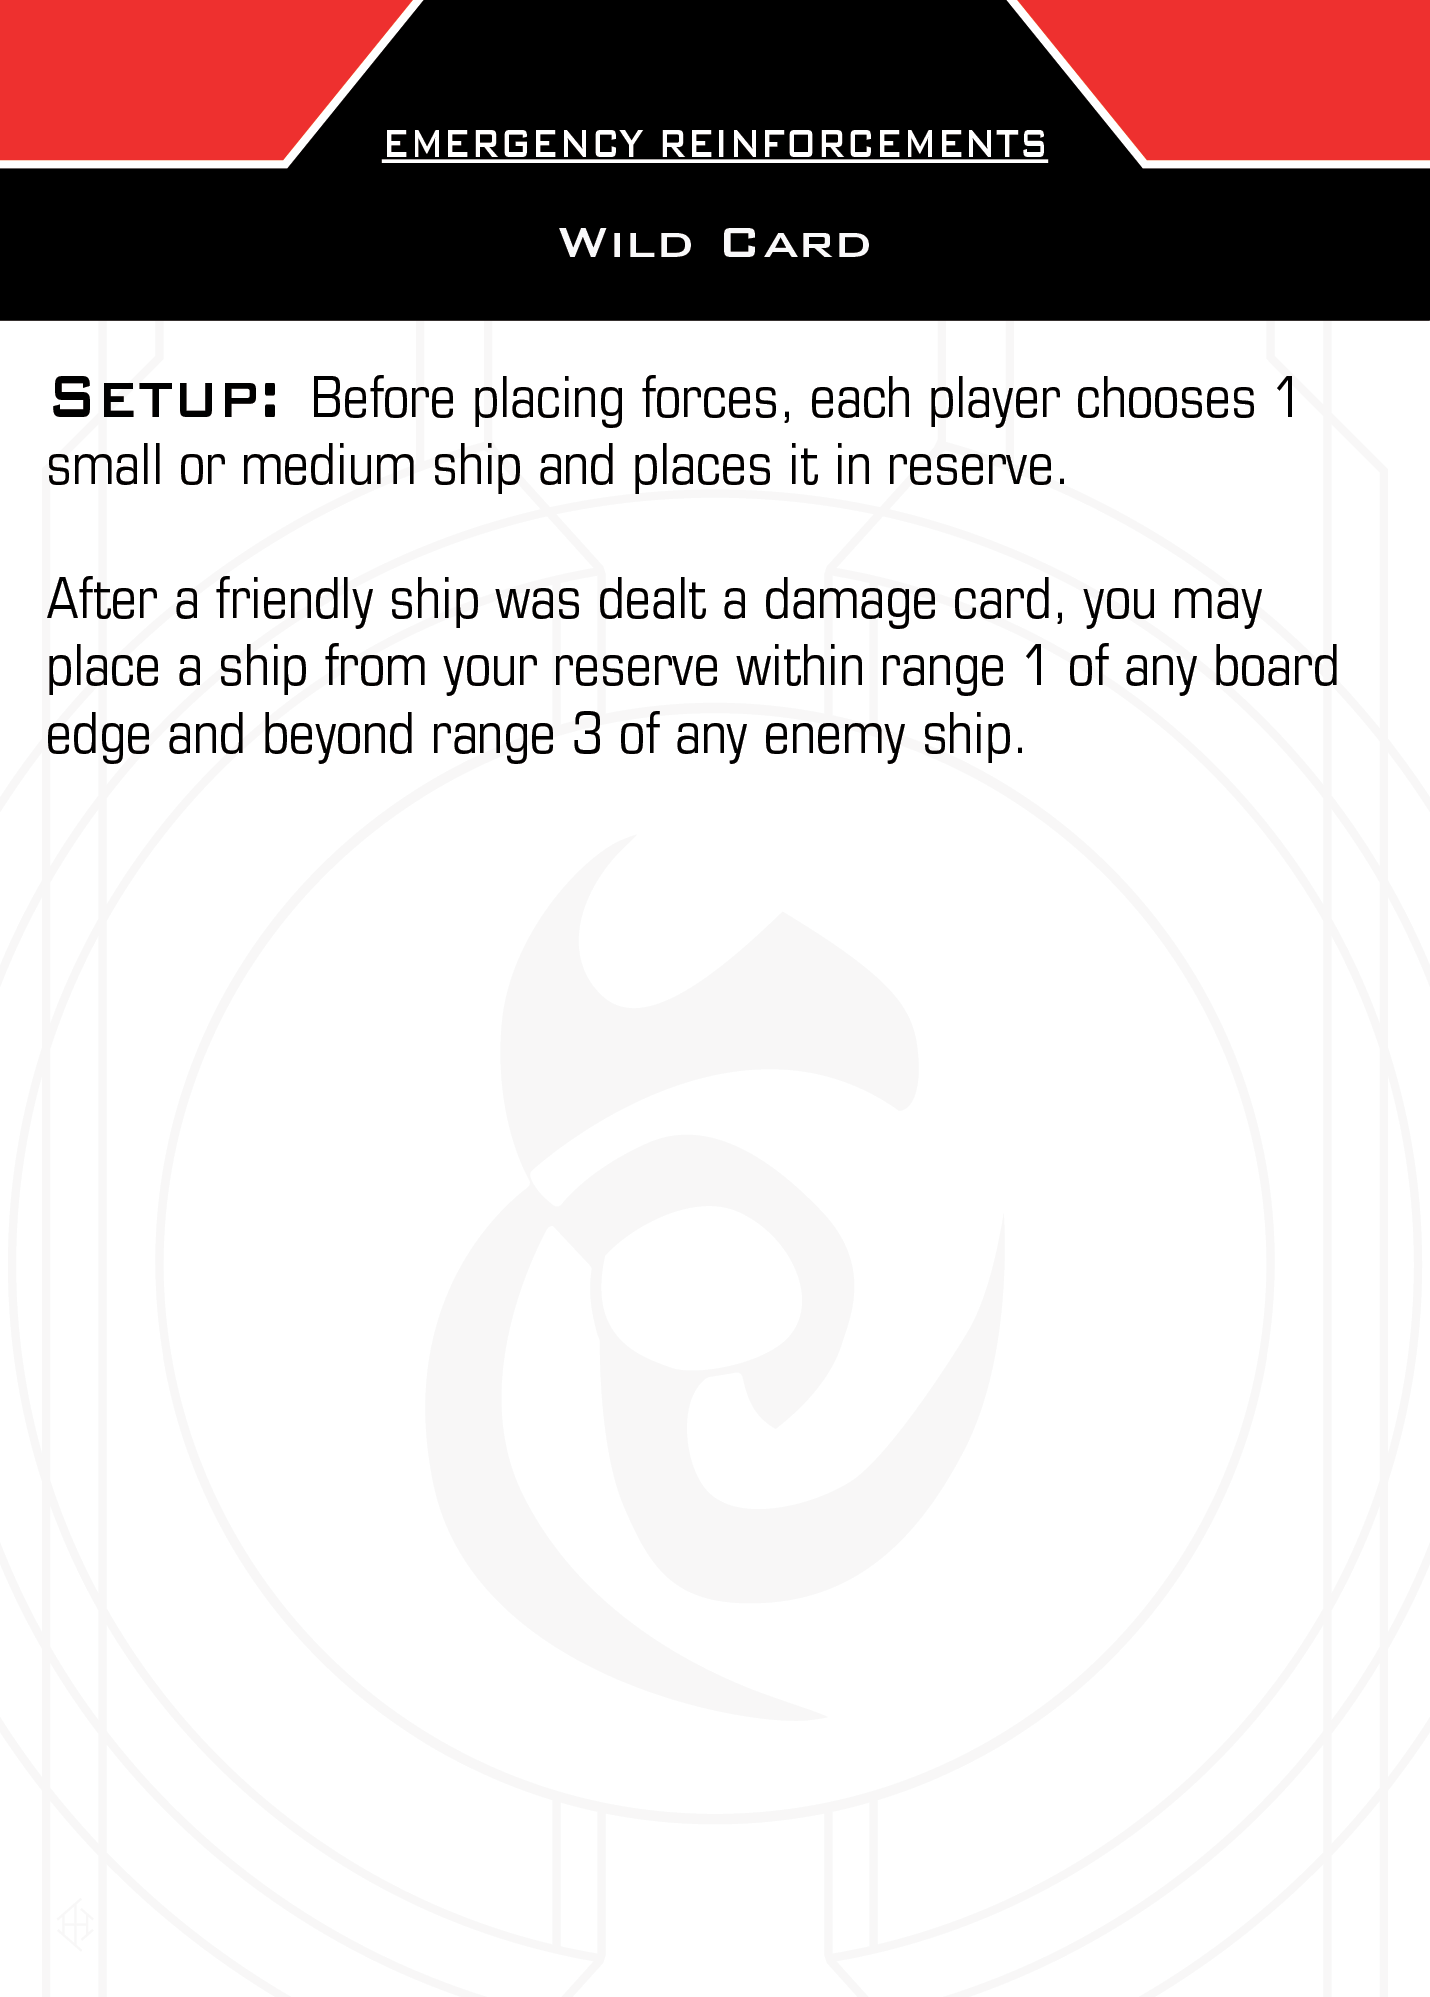 EMERGENCY REINFORCEMENTS
Wild Card
Setup: Before placing forces, each player chooses 1
small or medium ship and places it in reserve.
After a friendly ship was dealt a damage card, you may
place a ship from your reserve within range 1 of any board
edge and beyond range 3 of any enemy ship.